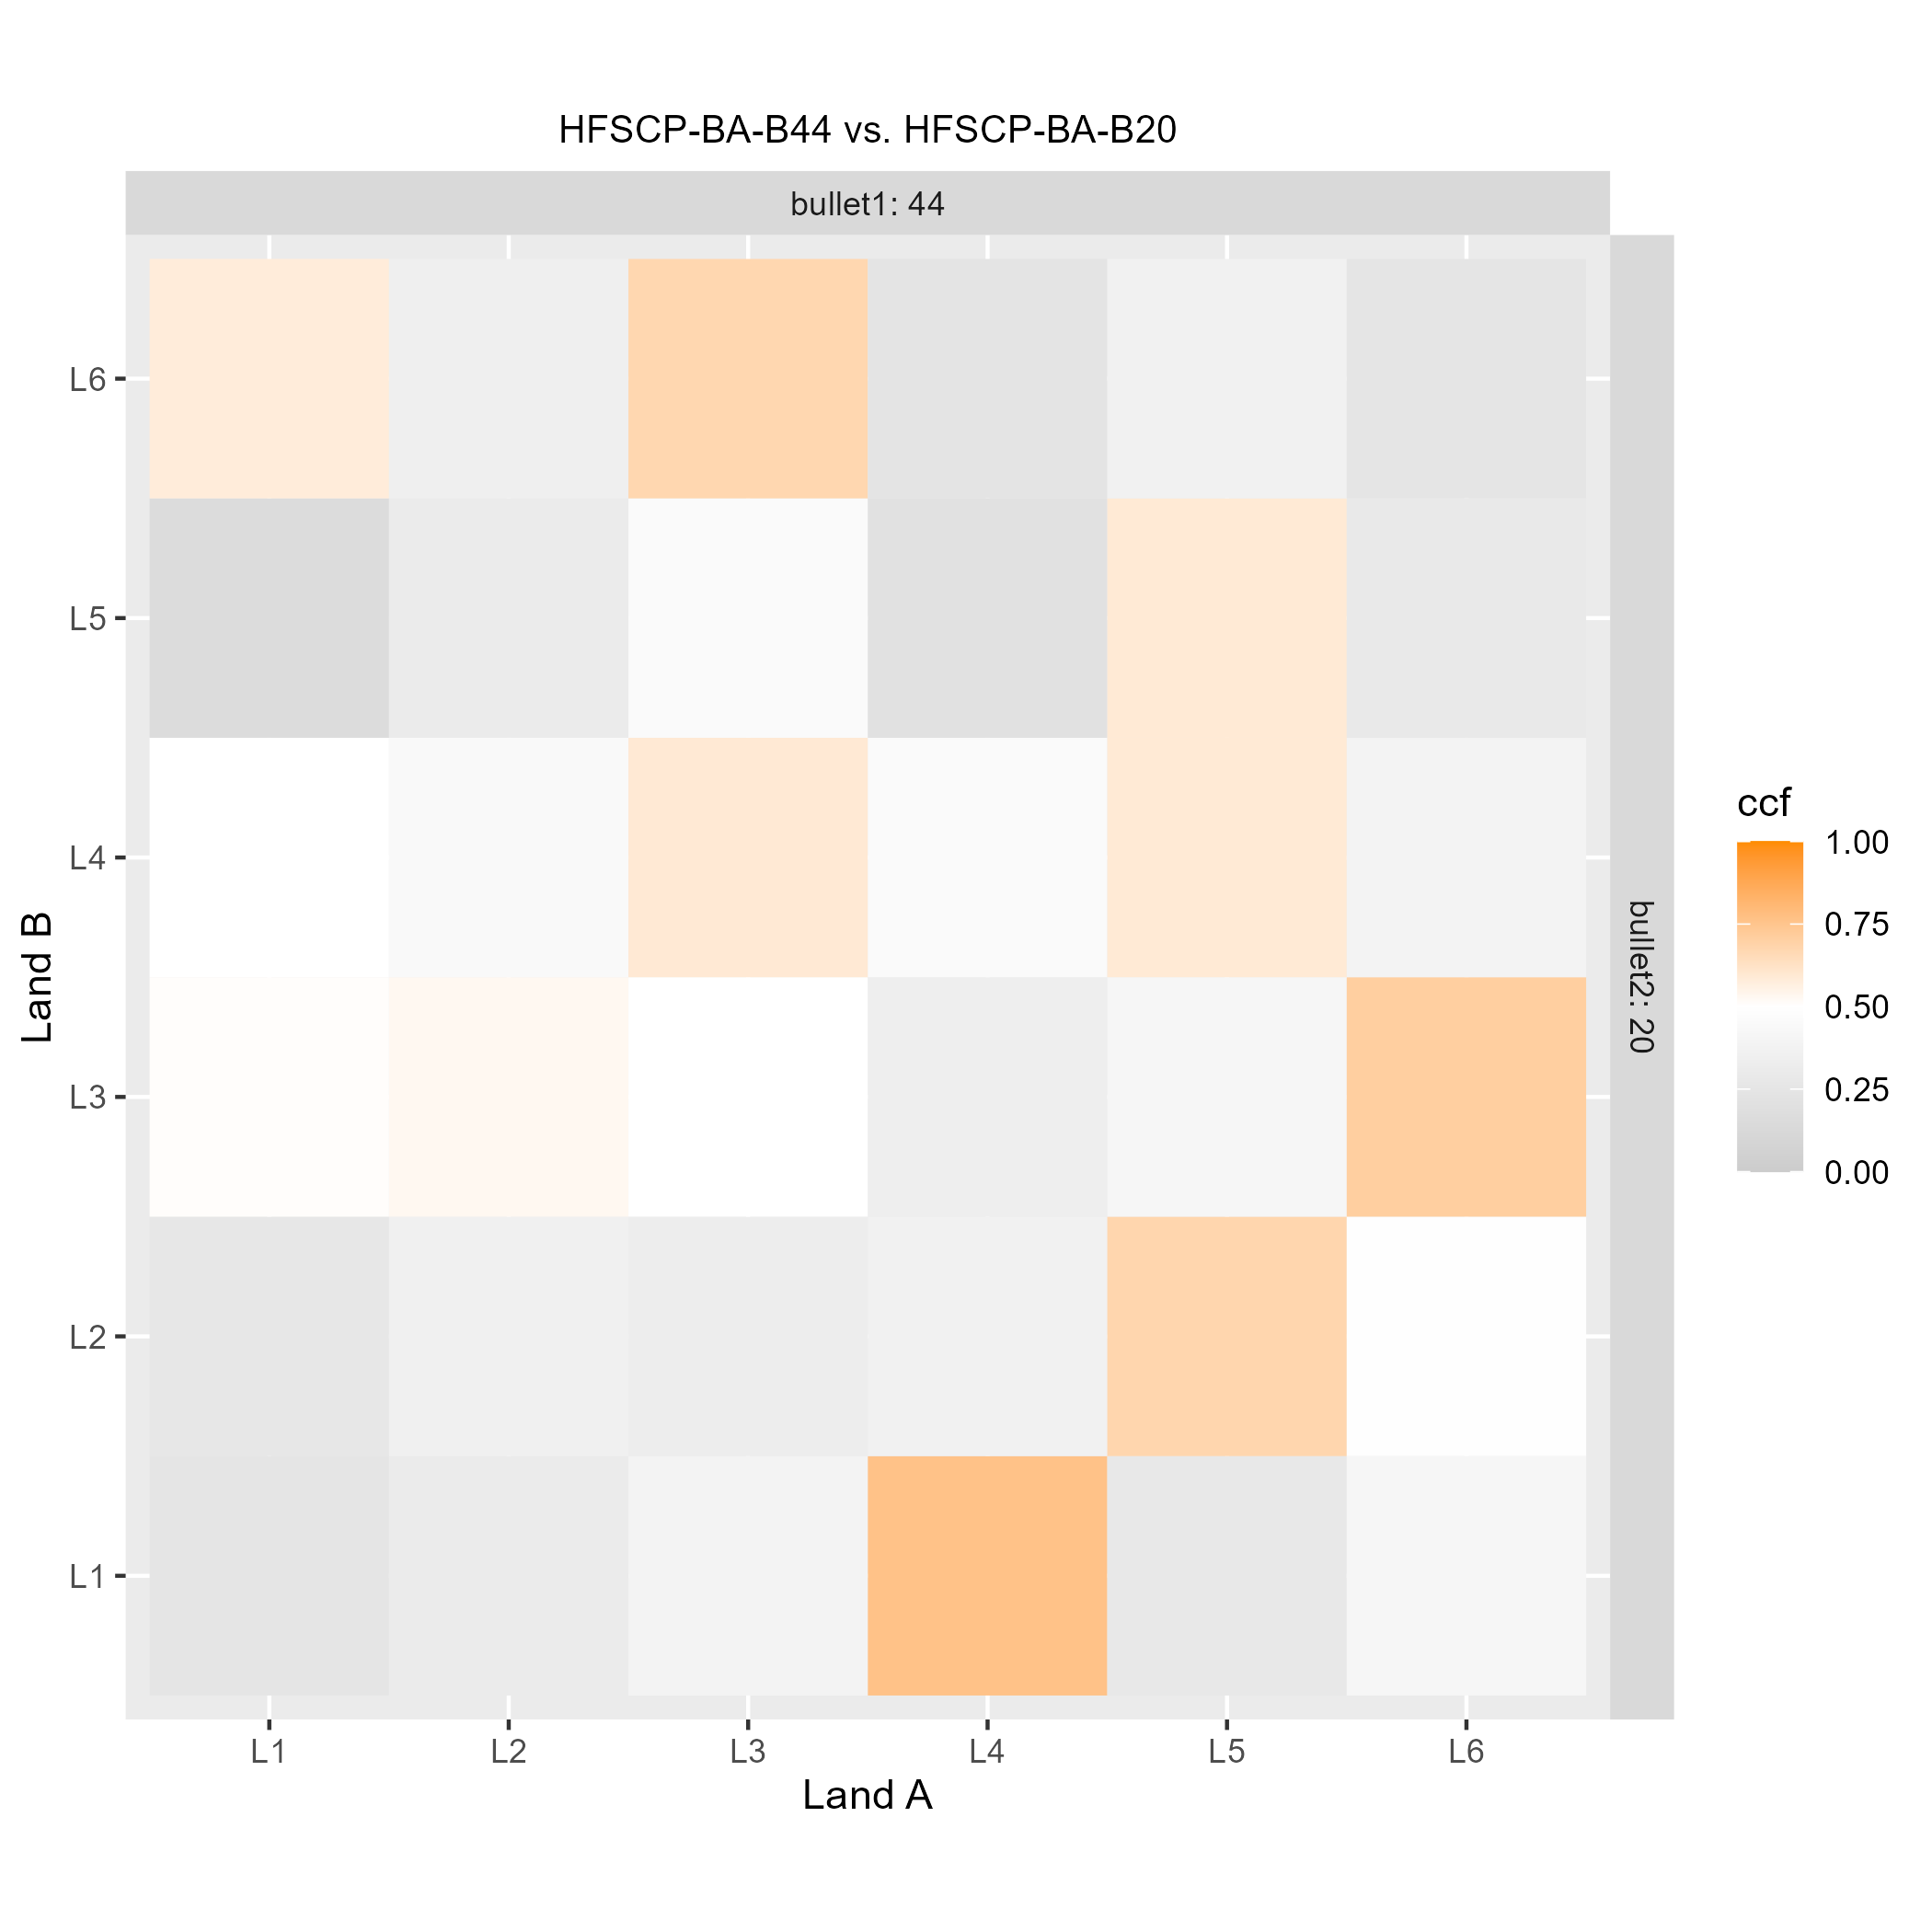 HFSCP-BA-B44 vs. HFSCP-BA-B20
bullet1: 44
L6
L5
L4
L3
L2
L1
Land B
bullet2: 20
L1 L2 L3 L4 L5 L6
Land A
ccf
1.00
0.75
0.50
0.25
0.00